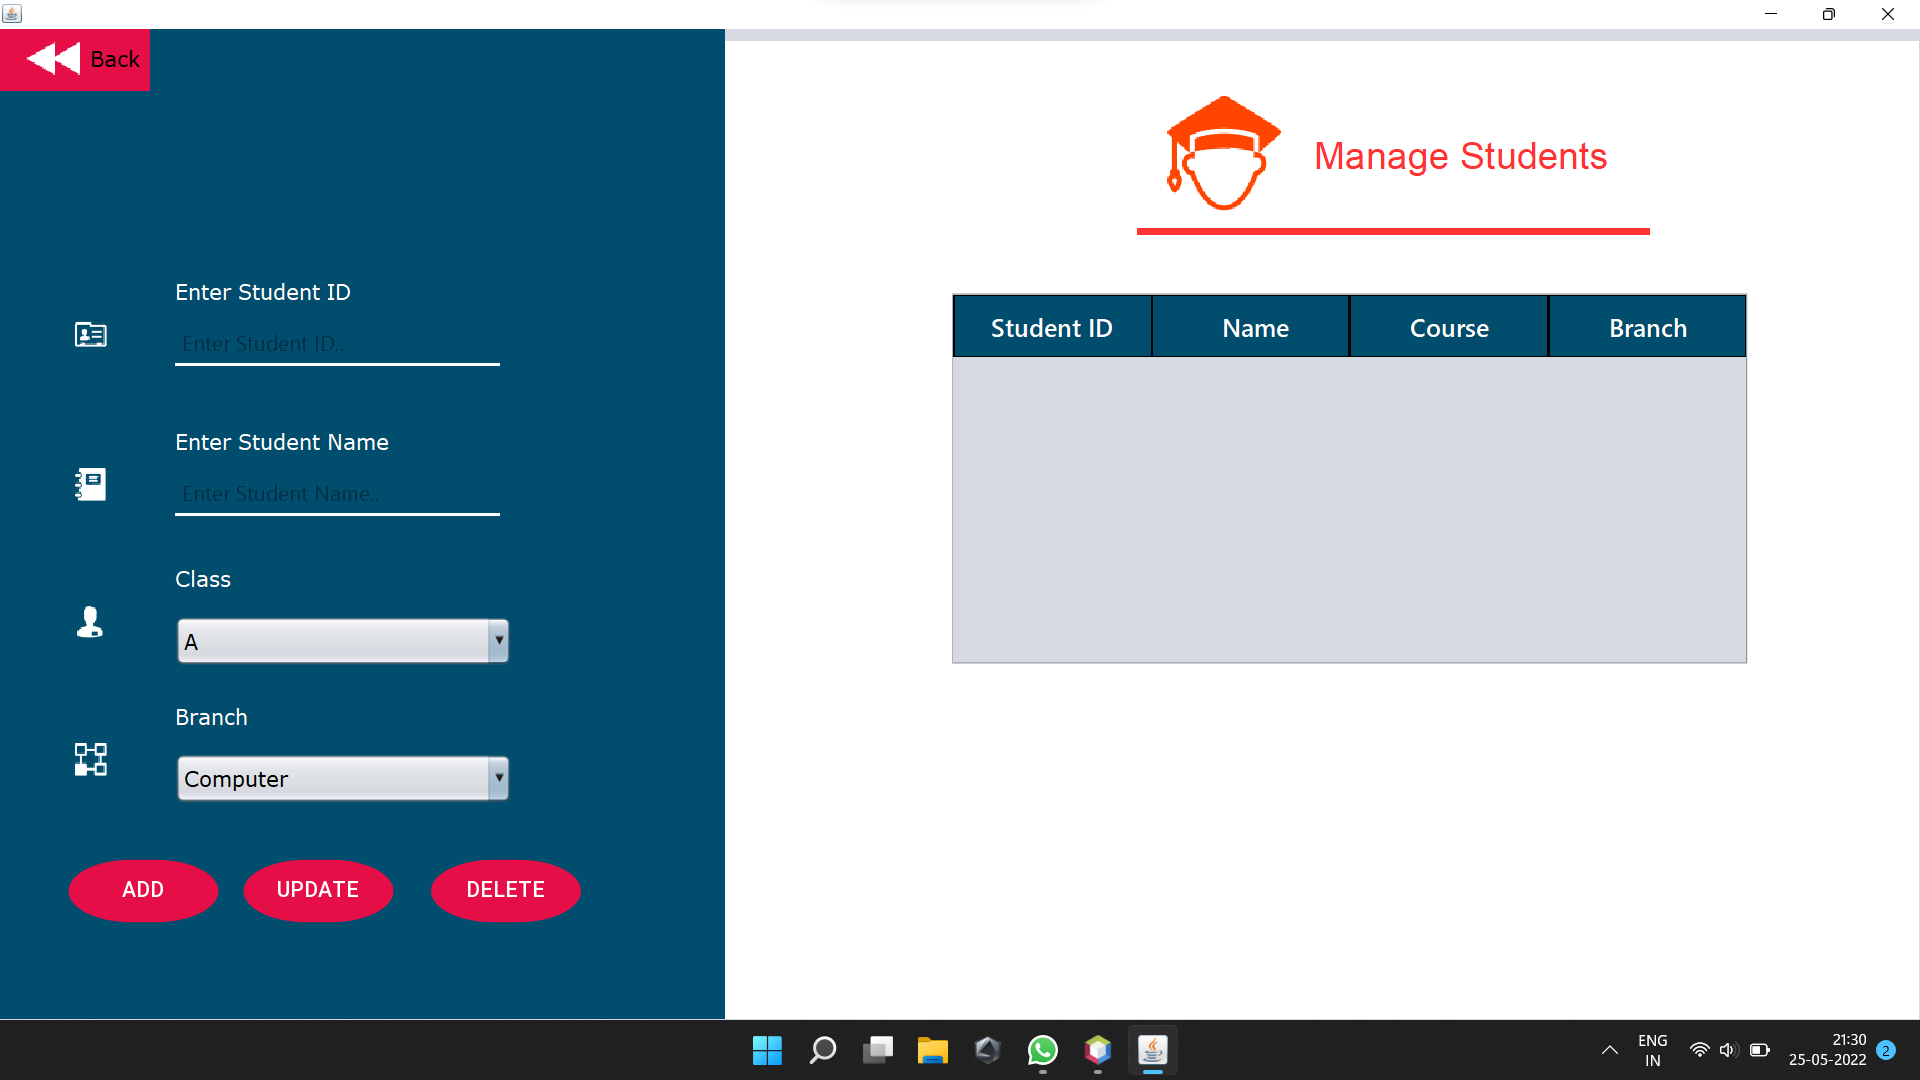 Back
Manage Students
Enter Student ID
Enter Student ID..
Enter Student Name
Enter Student Name..
Class
A
Branch
Computer
ADD UPDATE DELETE
Student ID Name Course Branch
ENG
IN
21:30
25-05-2022
2